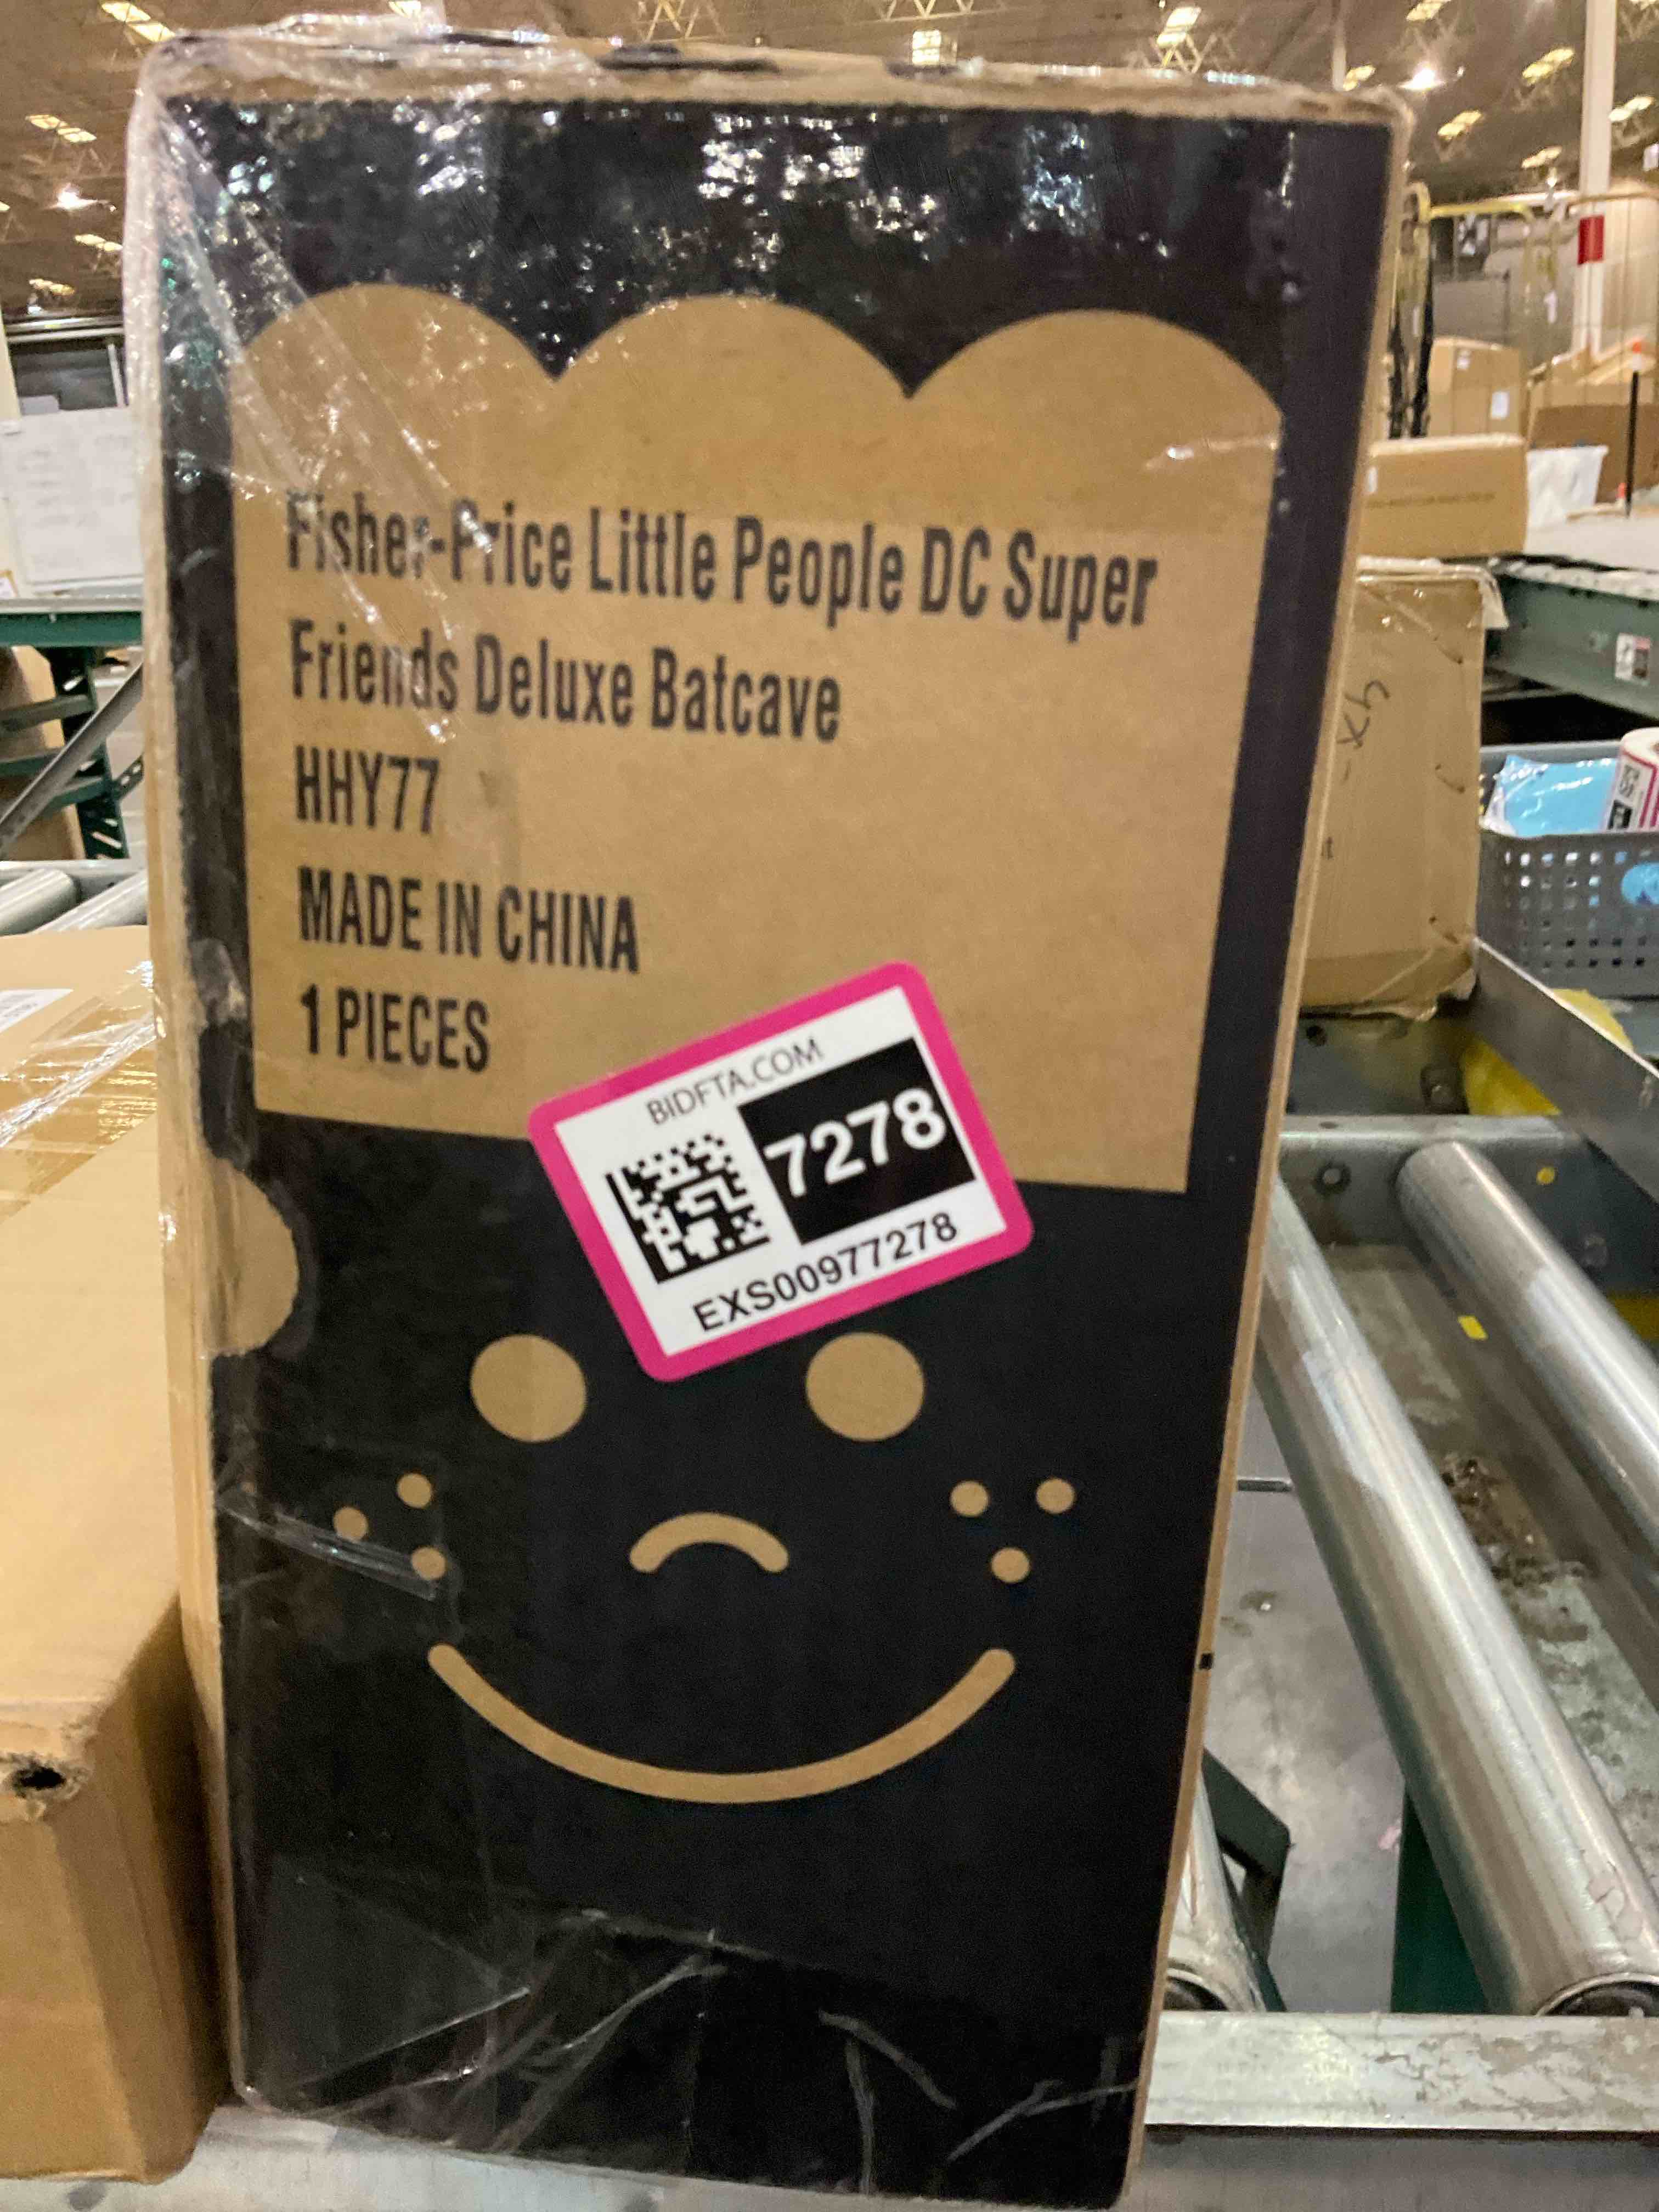 Fisher-Price Little People DC Super
Friends Deluxe Batcave
HHY77
MADE IN CHINA
1 PIECES
BIDFTA.COM
7278
EXS00977278